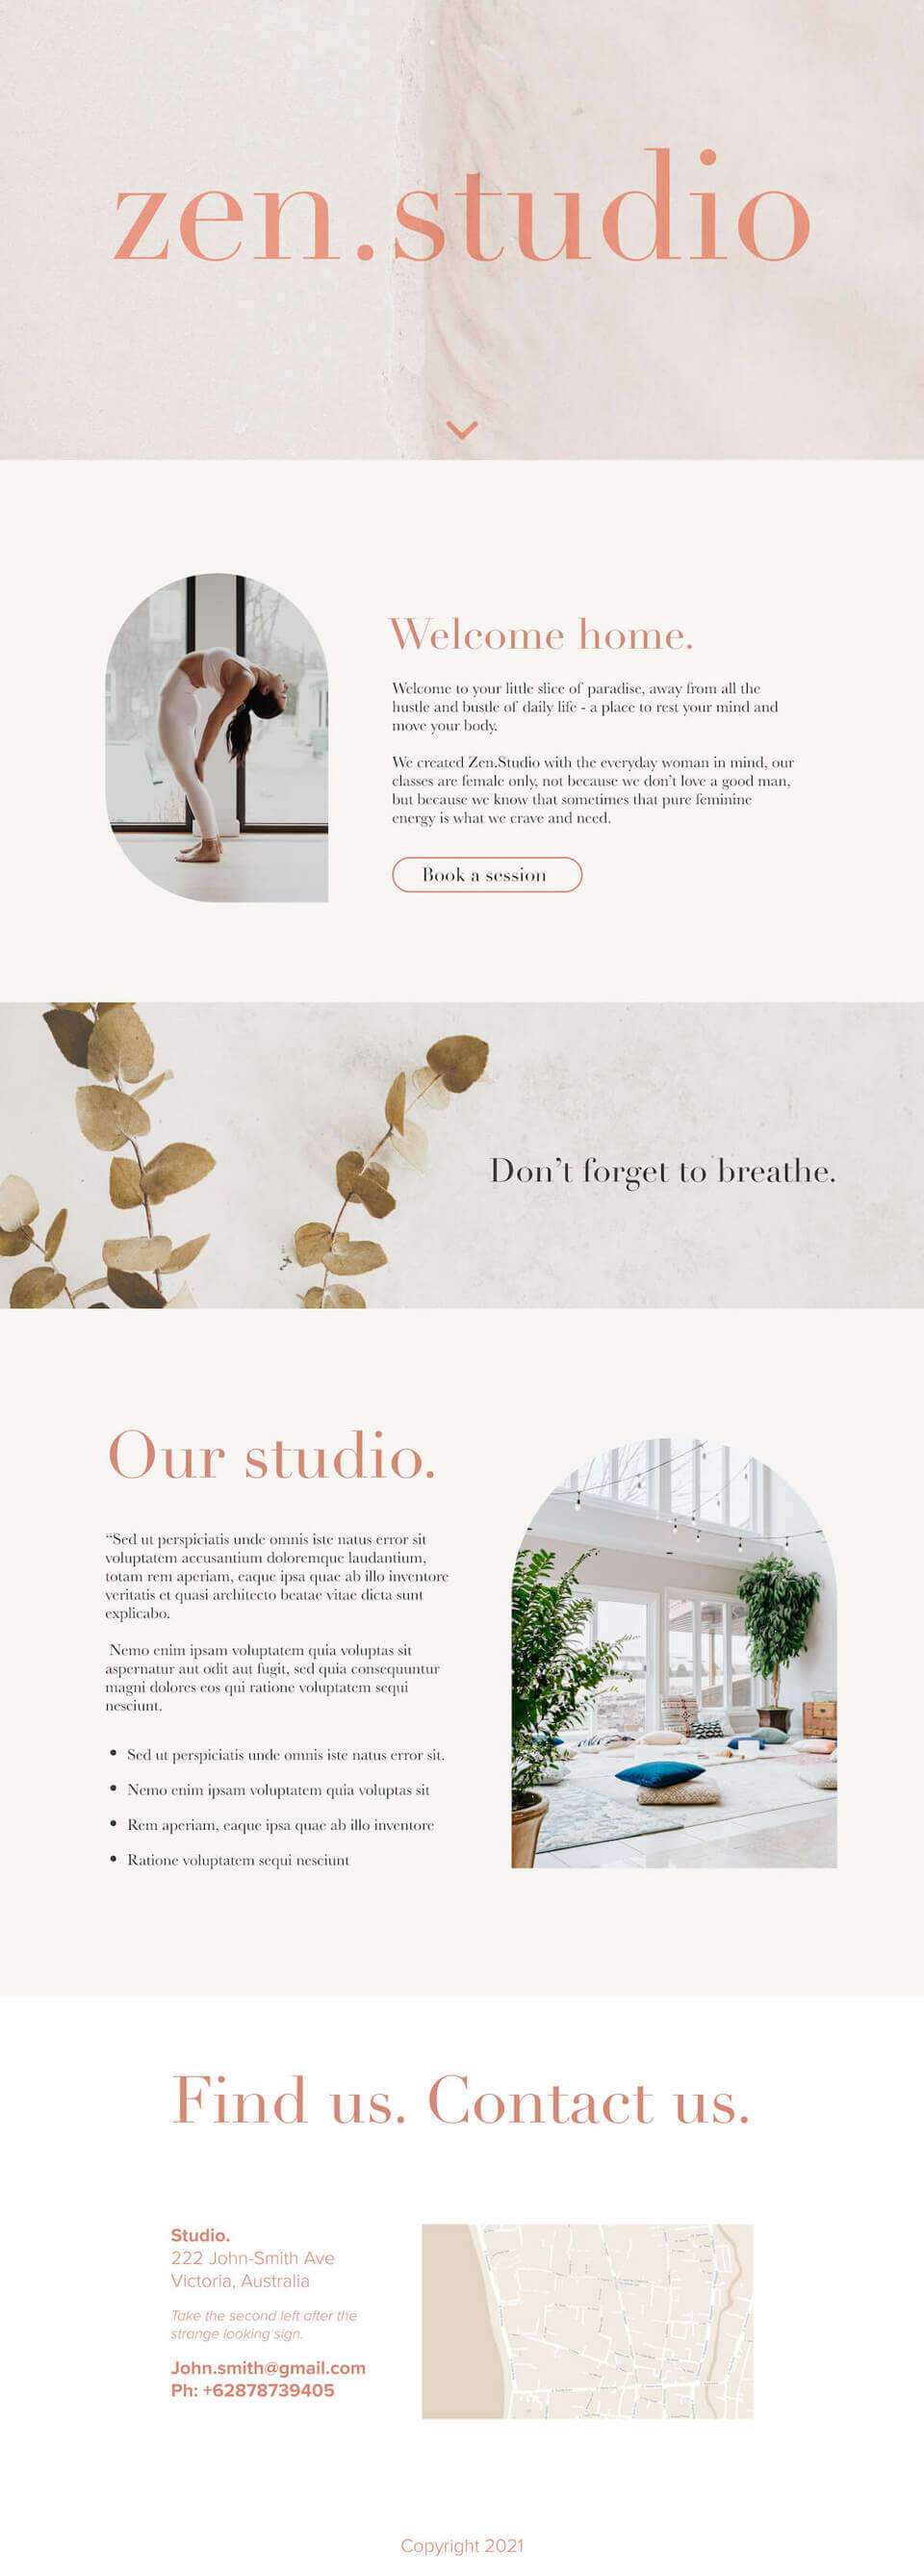 zen.studio
Welcome home.
Welcome to your little slice of paradise, away from all the
hustle and bustle of daily life - a place to rest your mind and
move your body.
We created Zen.Studio with the everyday woman in mind, our
classes are female only, not because we don’t love a good man,
but because we know that sometimes that pure feminine
energy is what we crave and need.
Book a session
Don’t forget to breathe.
Our studio.
“Sed ut perspiciatis unde omnis iste natus error sit
voluptatem accusantium doloremque laudantium,
totam rem aperiam, eaque ipsa quae ab illo inventore
veritatis et quasi architecto beatae vitae dicta sunt
explicabo.
Nemo enim ipsam voluptatem quia voluptas sit
aspernatur aut odit aut fugit, sed quia consequuntur
magni dolores eos qui ratione voluptatem sequi
nesciunt.
• Sed ut perspiciatis unde omnis iste natus error sit.
• Nemo enim ipsam voluptatem quia voluptas sit
• Rem aperiam, eaque ipsa quae ab illo inventore
• Ratione voluptatem sequi nesciunt
Find us. Contact us.
Studio.
222 John-Smith Ave
Victoria, Australia
Take the second left after the
strange looking sign.
John.smith@gmail.com
Ph: +62878739405
Copyright 2021